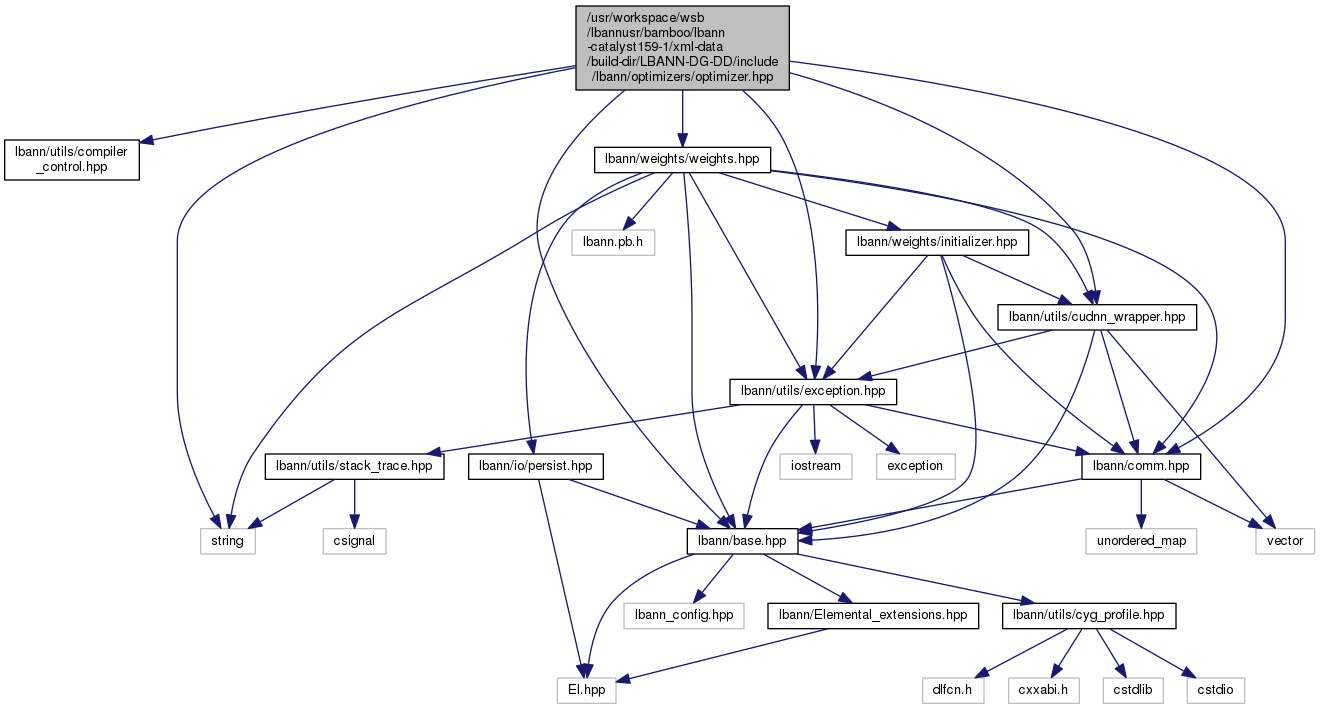 /usr/workspace/wsb
/lbannusr/bamboo/lbann
-catalyst159-1/xml-data
/build-dir/LBANN-DG-DD/include
/lbann/optimizers/optimizer.hpp
lbann/utils/compiler
_control.hpp
lbann/weights/weights.hpp
lbann.pb.h
lbann/weights/initializer.hpp
lbann/utils/cudnn_wrapper.hpp
lbann/utils/exception.hpp
lbann/utils/stack_trace.hpp
lbann/io/persist.hpp
iostream
exception
lbann/comm.hpp
string
csignal
lbann/base.hpp
unordered_map
vector
lbann_config.hpp
lbann/Elemental_extensions.hpp
lbann/utils/cyg_profile.hpp
El.hpp
dlfcn.h
cxxabi.h
cstdlib
cstdio